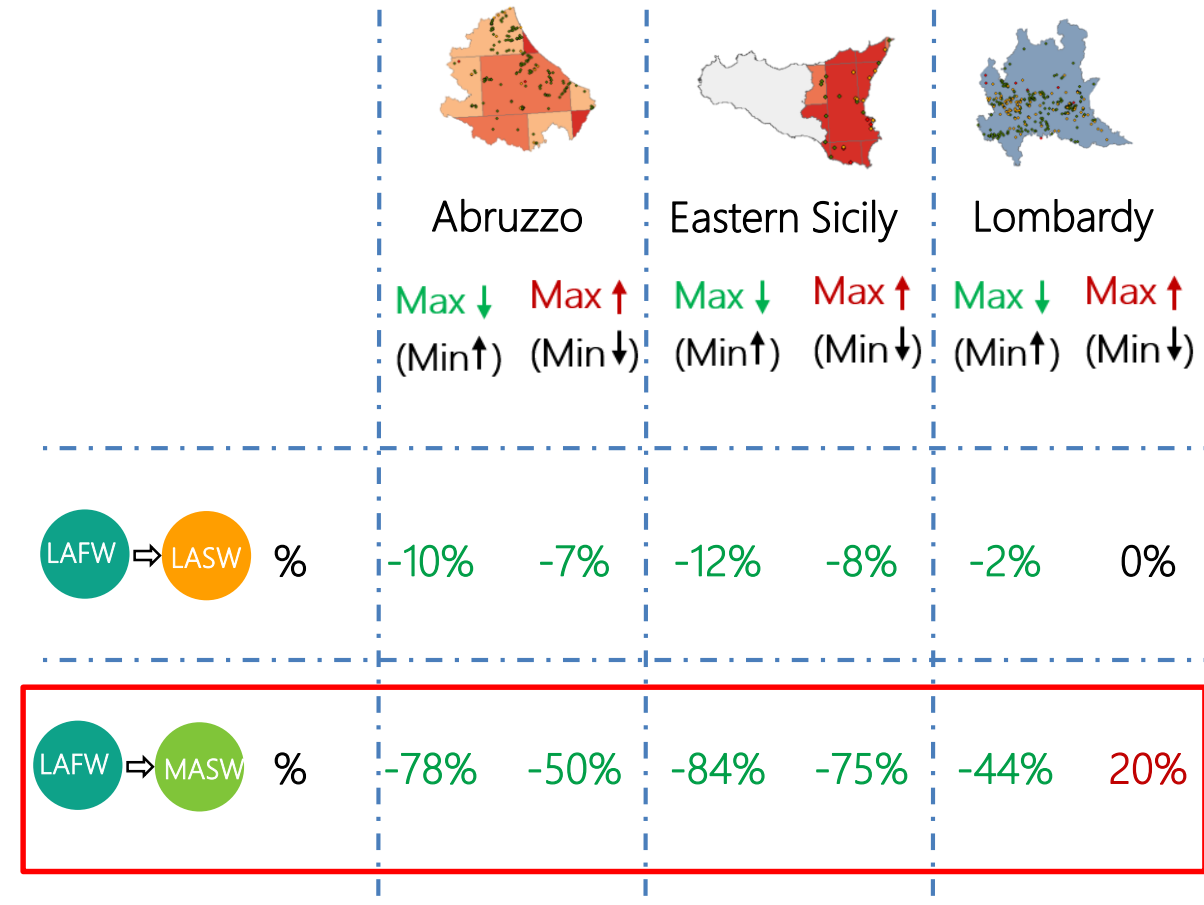 Abruzzo Eastern Sicily Lombardy
Max ↓ Max ↑ Max ↓ Max ↑ Max ↓ Max ↑
(Min↑) (Min↓) (Min↑) (Min↓) (Min↑) (Min↓)
LAFW ⇨ LASW % -10% -7% -12% -8% -2% 0%
LAFW ⇨ MASW % -78% -50% -84% -75% -44% 20%